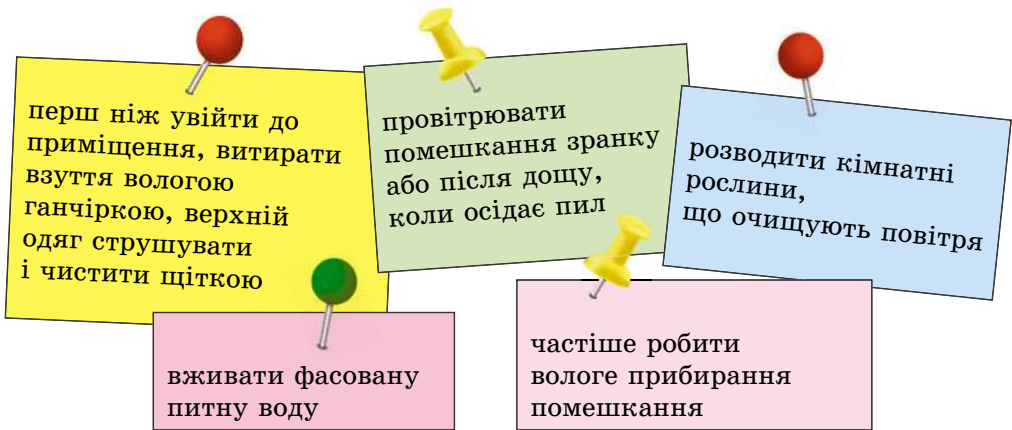 перш ніж увійти до
приміщення, витирати
взуття вологою
ганчіркою, верхній
одяг струшувати
і чистити щіткою
провітрювати
помешкання зранку
або після дощу,
коли осідає пил
розводити кімнатні
рослини,
що очищують повітря
вживати фасовану
питну воду
частіше робити
вологе прибирання
помешкання